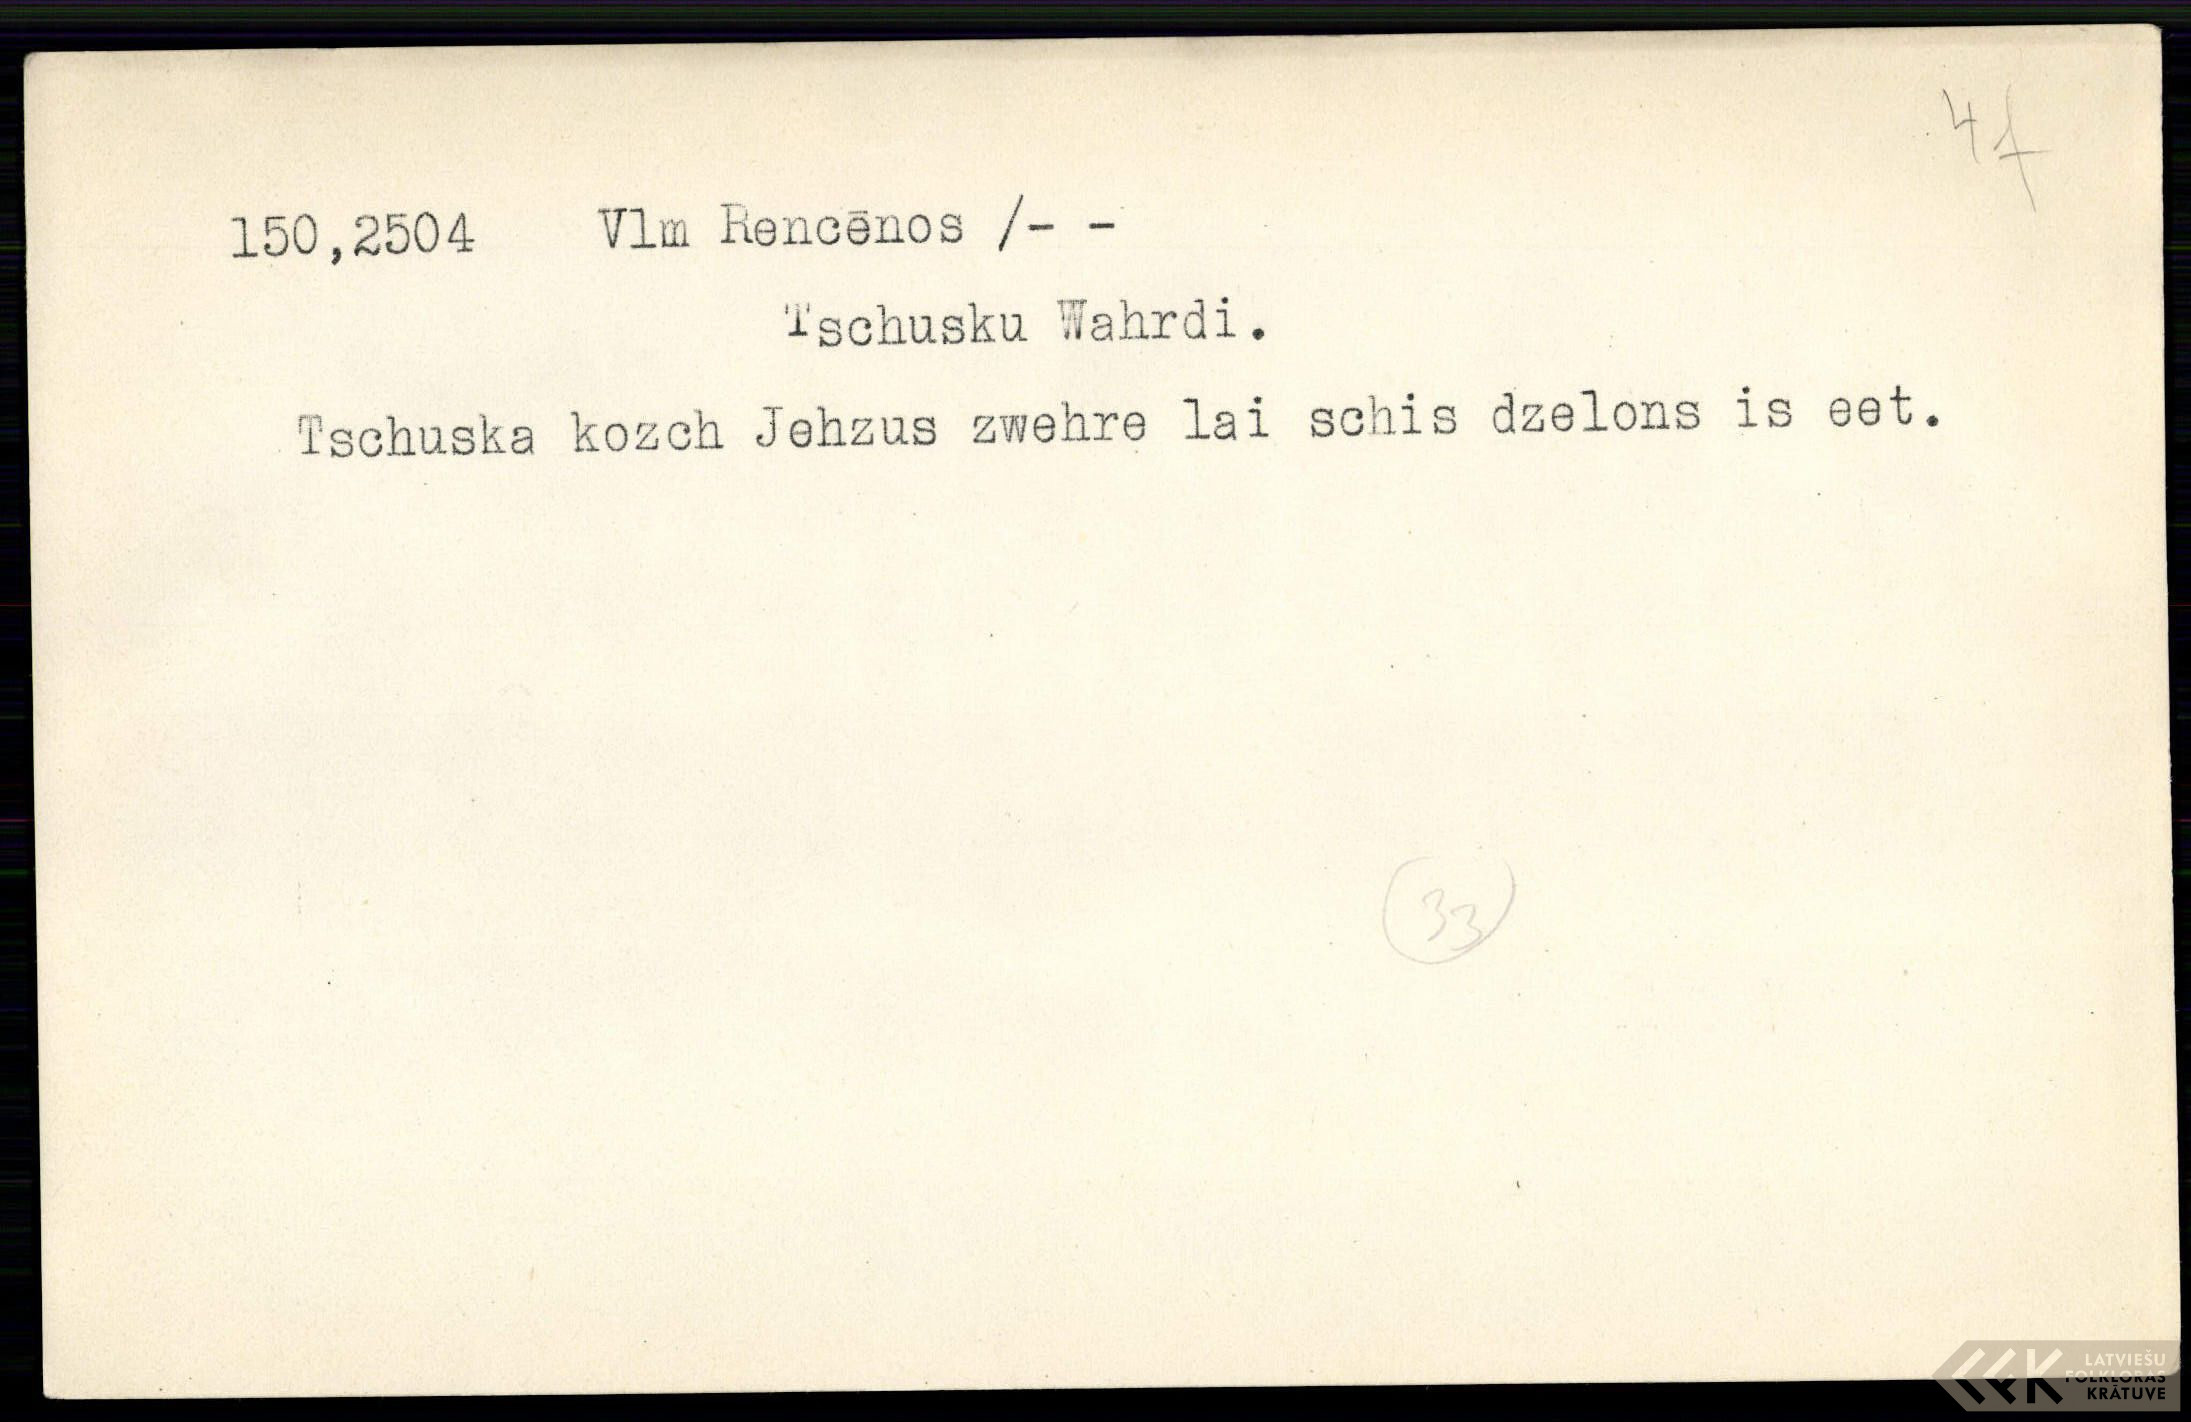 47
150,2504 Vlm Rencēnos /- -
Tschusku Wahrdi.
Tschuska kozch Jehzus zwehre lai schis dzelons is eet.
33
LATVIEŠU
FOLKLORAS
KRĀTUVE